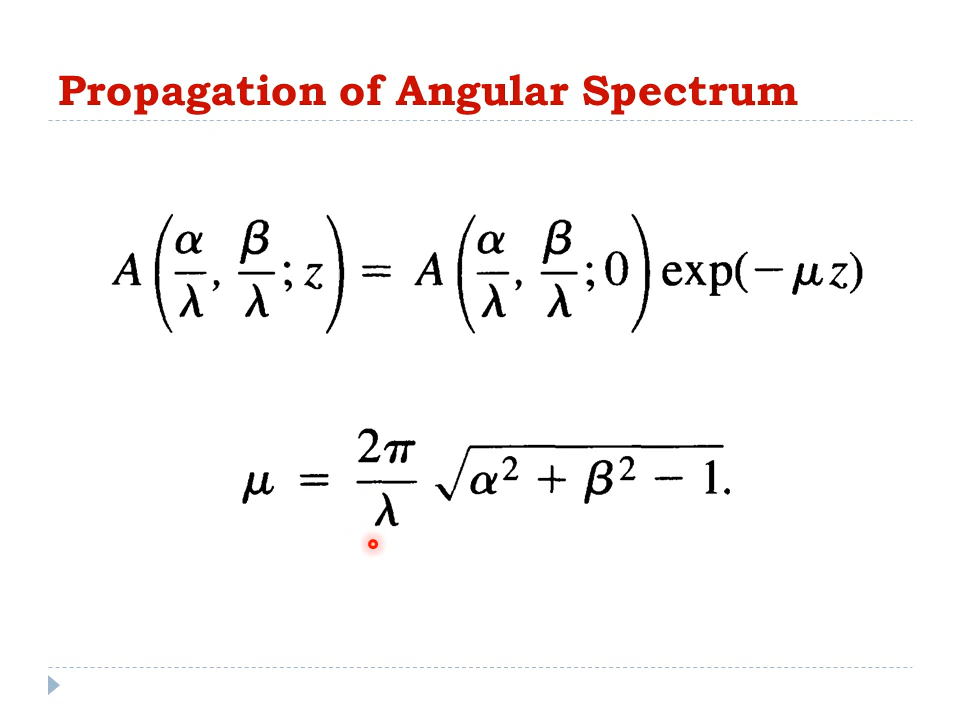 Propagation of Angular Spectrum
A(α/λ, β/λ; z) = A(α/λ, β/λ; 0) exp(−μz)
μ = 2π/λ √(α² + β² − 1).